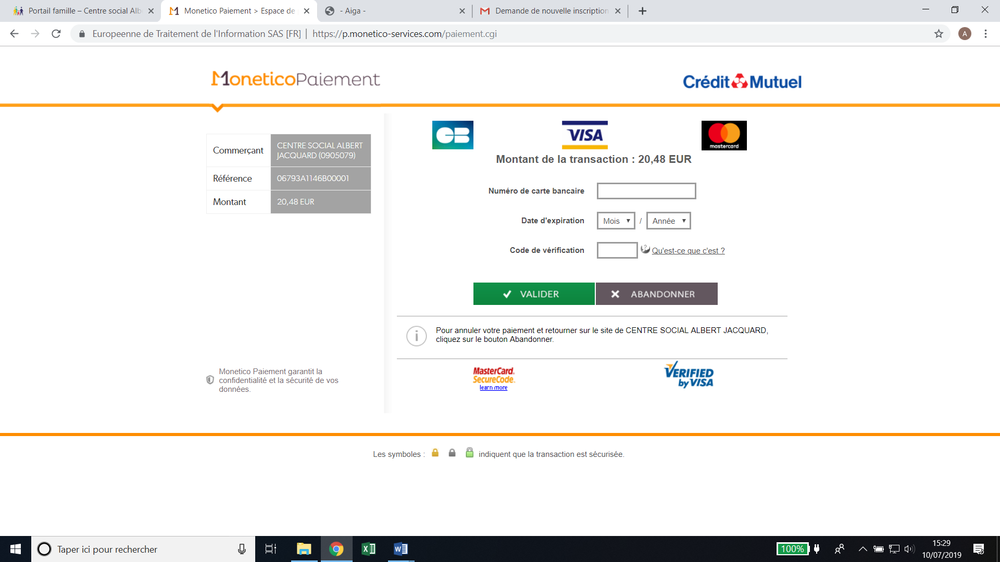 Portail famille – Centre social Alb
Monetico Paiement > Espace de
- Aiga -
Demande de nouvelle inscription
Europeenne de Traitement de l'Information SAS [FR] | https://p.monetico-services.com/paiement.cgi
A
MoneticoPaiement
Crédit Mutuel
CB
VISA
mastercard
Montant de la transaction : 20,48 EUR
Commerçant
CENTRE SOCIAL ALBERT
JACQUARD (0905079)
Référence
06793A1146B00001
Montant
20,48 EUR
Numéro de carte bancaire
Date d'expiration
Mois / Année
Code de vérification
Qu'est-ce que c'est ?
VALIDER
ABANDONNER
Pour annuler votre paiement et retourner sur le site de CENTRE SOCIAL ALBERT JACQUARD,
cliquez sur le bouton Abandonner.
MasterCard.
SecureCode.
learn more
VERIFIED
by VISA
Monetico Paiement garantit la
confidentialité et la sécurité de vos
données.
Les symboles : indiquent que la transaction est sécurisée.
Taper ici pour rechercher
100%
15:29
10/07/2019